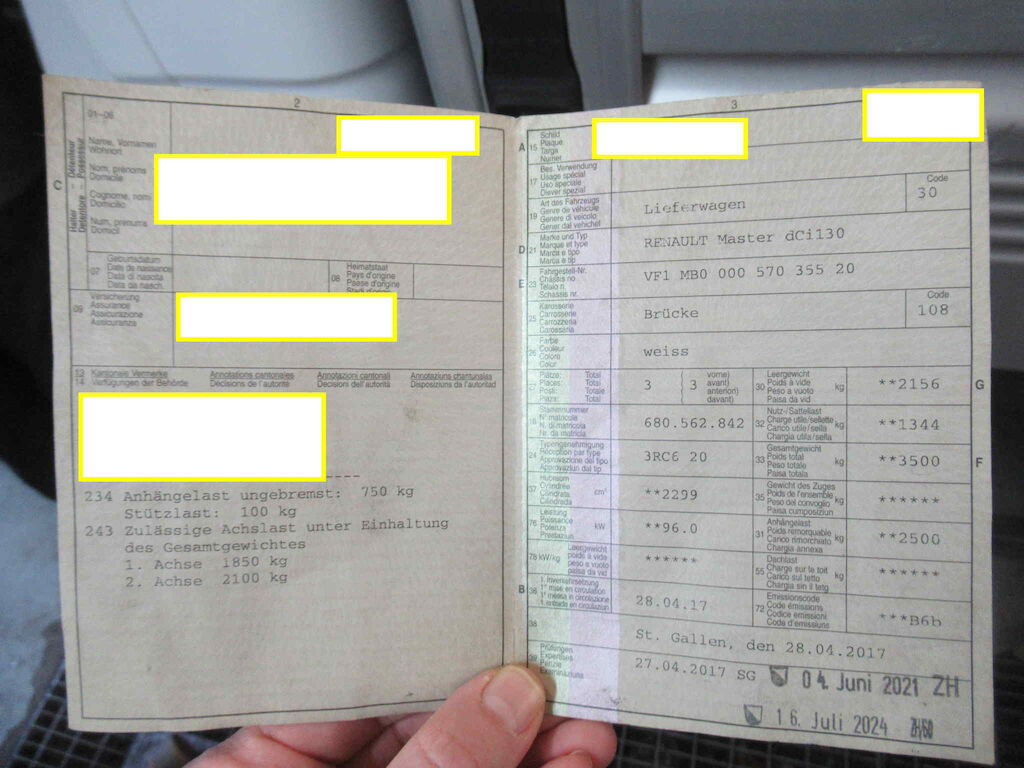 2
01-06
Halter - Détenteur
Detentore - Possessur
Name, Vornamen
Wohnort
Nom, prénoms
Domicile
Cognome, nomi
Domicilio
Num, prenums
Domicil
C
07
Geburtsdatum
Date de naissance
Data di nascita
Data da nasch.
08
Heimatstaat
Pays d'origine
Paese d'origine
09
Versicherung
Assurance
Assicurazione
Assicuranza
13
14
Kantonale Vermerke
Verfügungen der Behörde
Annotations cantonales
Décisions de l'autorité
Annotazioni cantonali
Decisioni dell'autorità
Annotaziuns chantunalas
Disposiziuns da l'autoritad
234 Anhängelast ungebremst: 750 kg
Stützlast: 100 kg
243 Zulässige Achslast unter Einhaltung
des Gesamtgewichtes
1. Achse 1850 kg
2. Achse 2100 kg
3
A 15
Schild
Plaque
Targa
Numer
17
Bes. Verwendung
Usage spécial
Uso speciale
Diever spezial
19
Art des Fahrzeugs
Genre de véhicule
Genere di veicolo
Gener dal vehichel
Lieferwagen
Code
30
D 21
Marke und Typ
Marque et type
Marca e tipo
Marca e tip
RENAULT Master dCi130
E 23
Fahrgestell-Nr.
Châssis no
Telaio n.
Schassis nr.
VF1 MB0 000 570 355 20
25
Karosserie
Carrosserie
Carrozzeria
Carossaria
Brücke
Code
108
26
Farbe
Couleur
Colore
Colur
weiss
27
Plätze: Total
Places: Total
Posti: Totale
Plazs: Total
3 ( 3
vorne)
avant)
anteriori)
davant)
30
Leergewicht
Poids à vide
Peso a vuoto
Paisa da vid
kg
**2156
G
18
Stammnummer
N° matricule
N. di matricola
Nr. da matricla
680.562.842
32
Nutz-/Sattellast
Charge utile/sellette
Carico utile/sella
Chargia utila/sella
kg
**1344
24
Typengenehmigung
Réception par type
Approvazione del tipo
Approvaziun dal tip
3RC6 20
33
Gesamtgewicht
Poids total
Peso totale
Paisa totala
kg
**3500
F
37
Hubraum
Cylindrée
Cilindrata
Cilindrada
cm³
**2299
35
Gewicht des Zuges
Poids de l'ensemble
Peso del convoglio
Paisa cumposiziun
kg
******
76
Leistung
Puissance
Potenza
Prestaziun
kW
**96.0
31
Anhängelast
Poids remorquable
Carico rimorchiato
Chargia annexa
kg
**2500
78 kW/kg
Leergewicht
poids à vide
peso a vuoto
paisa da vid
******
55
Dachlast
Charge sur le toit
Carico sul tetto
Chargia sin il tetg
kg
******
B 36
1. Inverkehrsetzung
1re mise en circulation
1a messa in circolazione
1. entrada en circulaziun
28.04.17
72
Emissionscode
Code émissions
Codice emissioni
Code d'emissiuns
***B6b
38
St. Gallen, den 28.04.2017
39
Prüfungen
Expertises
Perizie
Examinaziuns
27.04.2017 SG
04. Juni 2021 ZH
16. Juli 2024 ZH/60